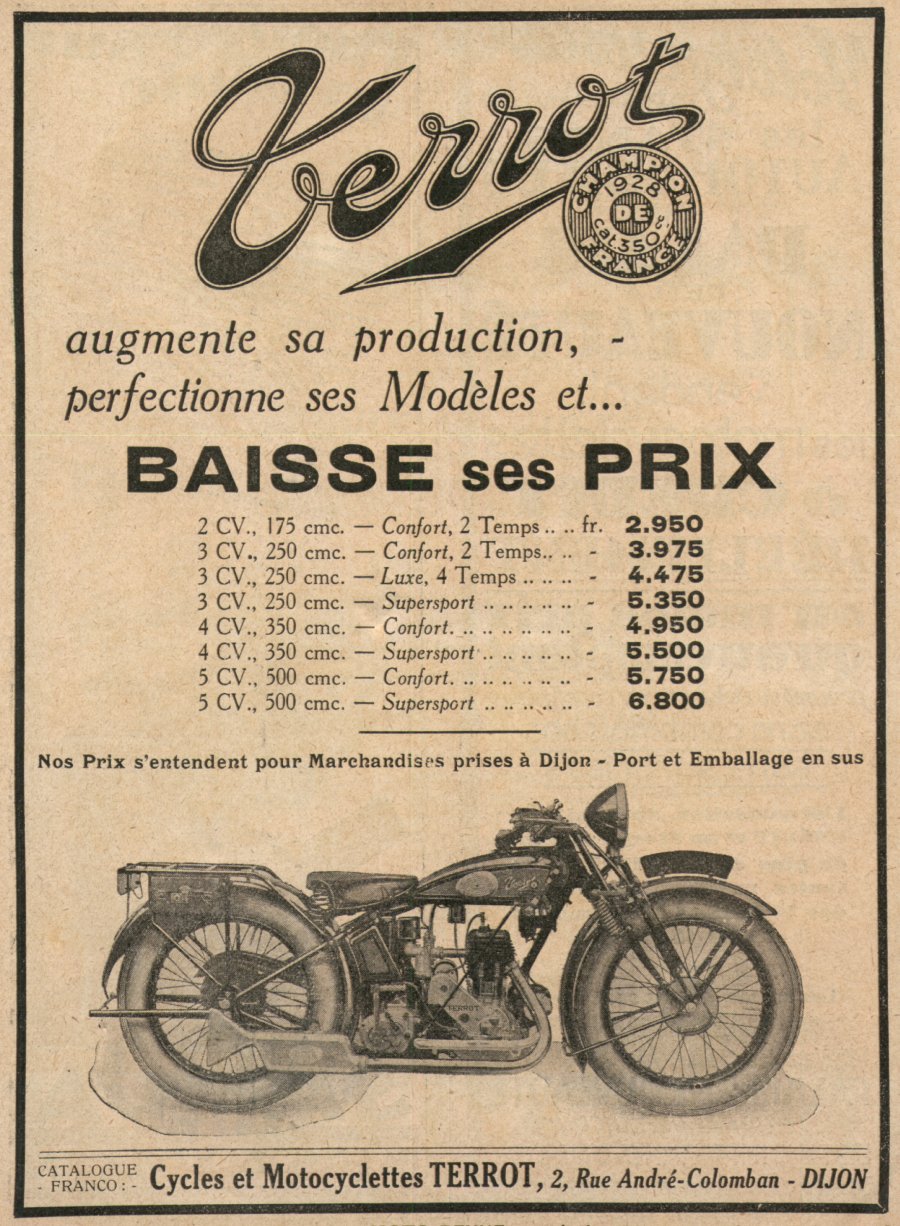 Terrot
CHAMPION
1928
DE
cat. 350 cc
FRANCE
augmente sa production, -
perfectionne ses Modèles et...
BAISSE ses PRIX
2 CV., 175 cmc. — Confort, 2 Temps .. .. fr. 2.950
3 CV., 250 cmc. — Confort, 2 Temps.. .. - 3.975
3 CV., 250 cmc. — Luxe, 4 Temps .. .. .. - 4.475
3 CV., 250 cmc. — Supersport .. .. .. .. - 5.350
4 CV., 350 cmc. — Confort. .. .. .. .. .. - 4.950
4 CV., 350 cmc. — Supersport .. .. .. .. - 5.500
5 CV., 500 cmc. — Confort. .. .. .. .. .. - 5.750
5 CV., 500 cmc. — Supersport .. .. .. .. - 6.800
Nos Prix s'entendent pour Marchandises prises à Dijon - Port et Emballage en sus
Terrot
TERROT
CATALOGUE
- FRANCO : -
Cycles et Motocyclettes TERROT, 2, Rue André-Colomban - DIJON